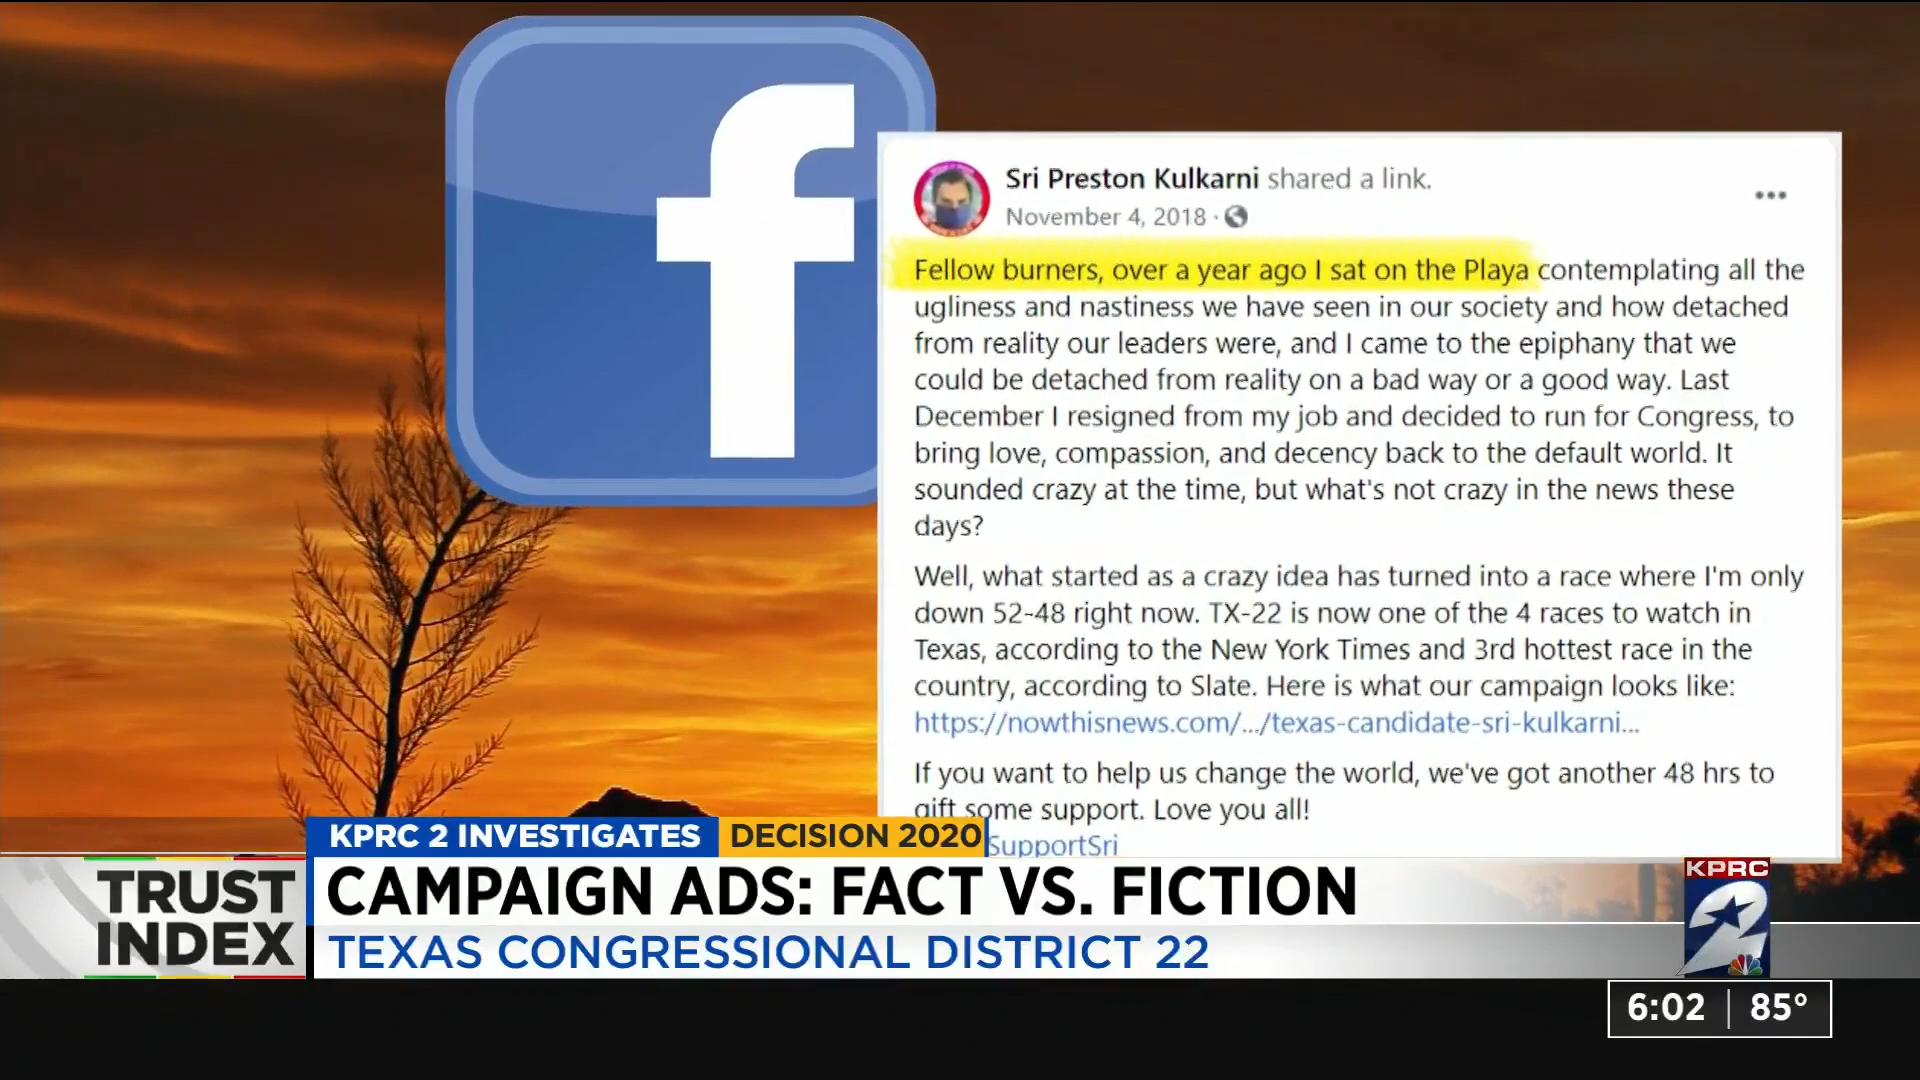 f
Sri Preston Kulkarni shared a link.
November 4, 2018 ·
Fellow burners, over a year ago I sat on the Playa contemplating all the
ugliness and nastiness we have seen in our society and how detached
from reality our leaders were, and I came to the epiphany that we
could be detached from reality on a bad way or a good way. Last
December I resigned from my job and decided to run for Congress, to
bring love, compassion, and decency back to the default world. It
sounded crazy at the time, but what's not crazy in the news these
days?
Well, what started as a crazy idea has turned into a race where I'm only
down 52-48 right now. TX-22 is now one of the 4 races to watch in
Texas, according to the New York Times and 3rd hottest race in the
country, according to Slate. Here is what our campaign looks like:
https://nowthisnews.com/.../texas-candidate-sri-kulkarni...
If you want to help us change the world, we've got another 48 hrs to
gift some support. Love you all!
SupportSri
KPRC 2 INVESTIGATES DECISION 2020
TRUST INDEX
CAMPAIGN ADS: FACT VS. FICTION
TEXAS CONGRESSIONAL DISTRICT 22
KPRC
2
6:02 85°